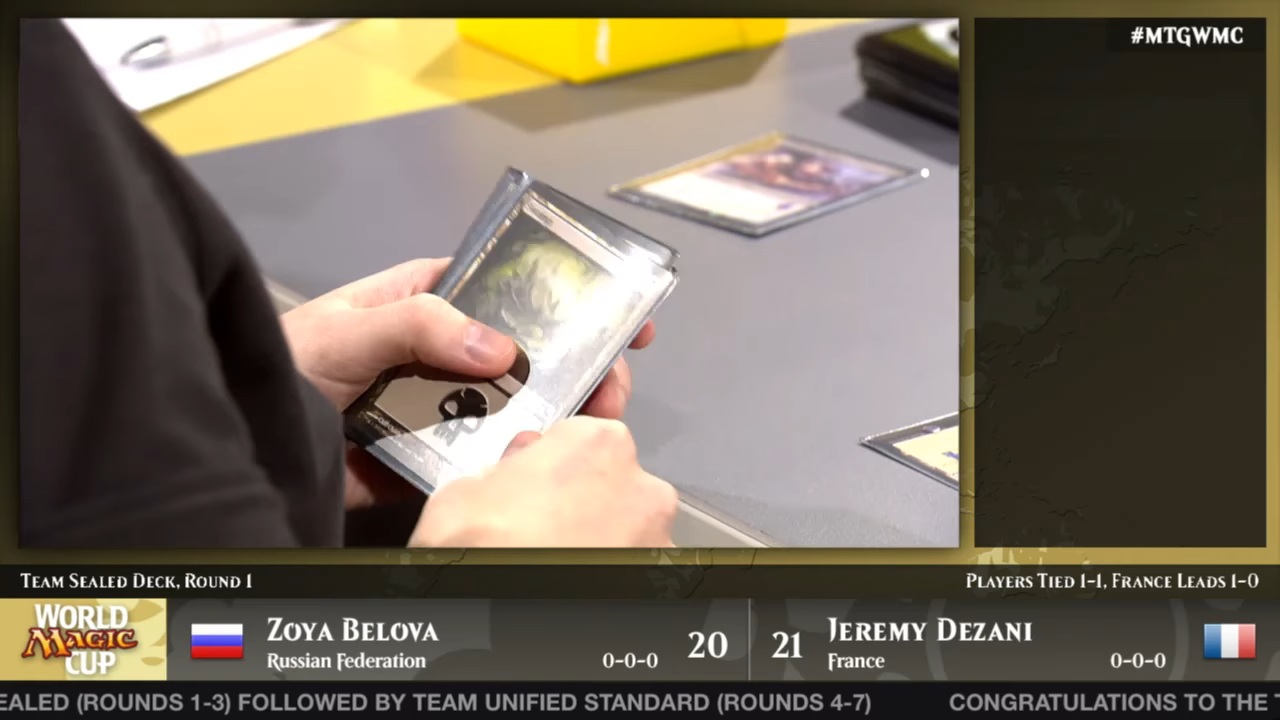 #MTGWMC
TEAM SEALED DECK, ROUND 1
PLAYERS TIED 1-1, FRANCE LEADS 1-0
WORLD
MAGIC
CUP
ZOYA BELOVA
Russian Federation
0-0-0
20
21
JEREMY DEZANI
France
0-0-0
EALED (ROUNDS 1-3) FOLLOWED BY TEAM UNIFIED STANDARD (ROUNDS 4-7) CONGRATULATIONS TO THE